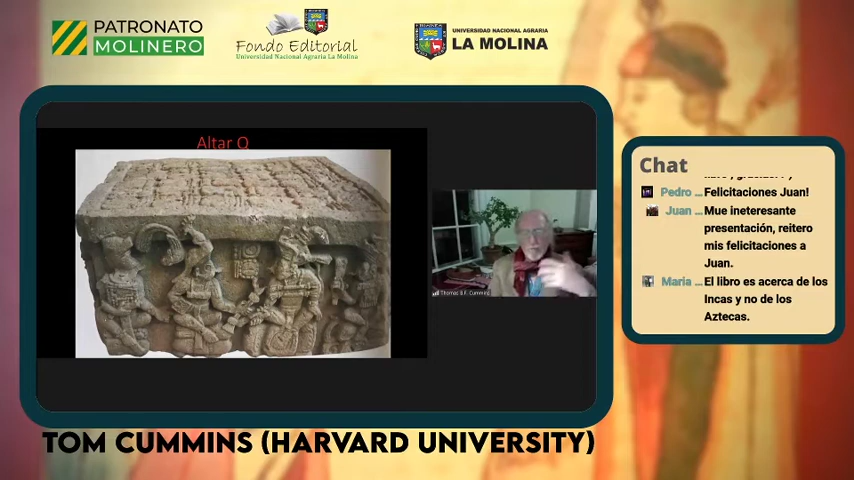 PATRONATO
MOLINERO
Fondo Editorial
Universidad Nacional Agraria La Molina
UNIVERSIDAD NACIONAL AGRARIA
LA MOLINA
Altar Q
Thomas B.F. Cummins
TOM CUMMINS (HARVARD UNIVERSITY)
Chat
Pedro ... Felicitaciones Juan!
Juan ... Mue ineteresante
presentación, reitero
mis felicitaciones a
Juan.
Maria ... El libro es acerca de los
Incas y no de los
Aztecas.